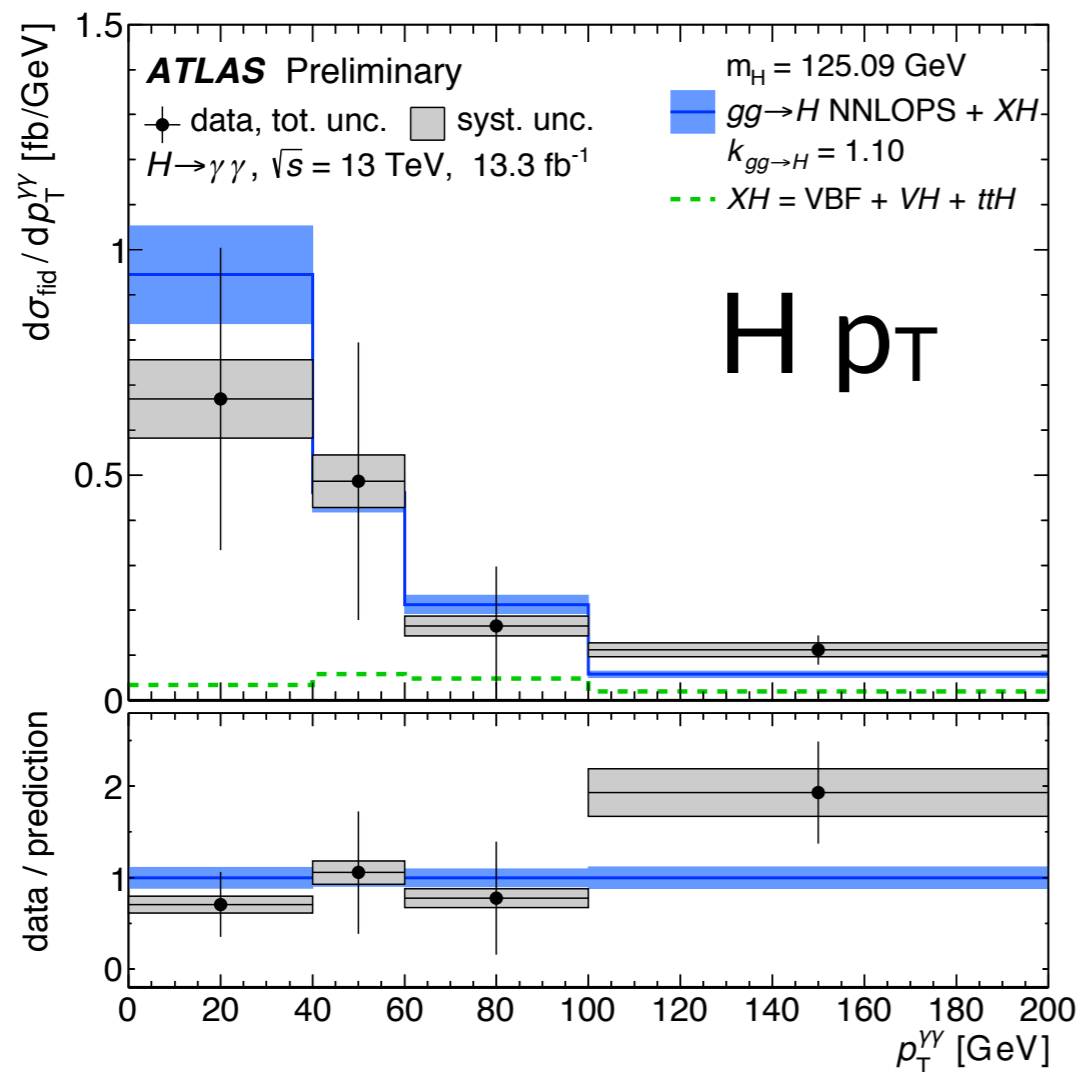 dσ_fid / dp_T^γγ [fb/GeV]
1.5
1
0.5
0
ATLAS Preliminary
data, tot. unc. syst. unc.
H→γγ, √s = 13 TeV, 13.3 fb⁻¹
m_H = 125.09 GeV
gg→H NNLOPS + XH
k_gg→H = 1.10
XH = VBF + VH + ttH
H p_T
data / prediction
2
1
0
0 20 40 60 80 100 120 140 160 180 200
p_T^γγ [GeV]